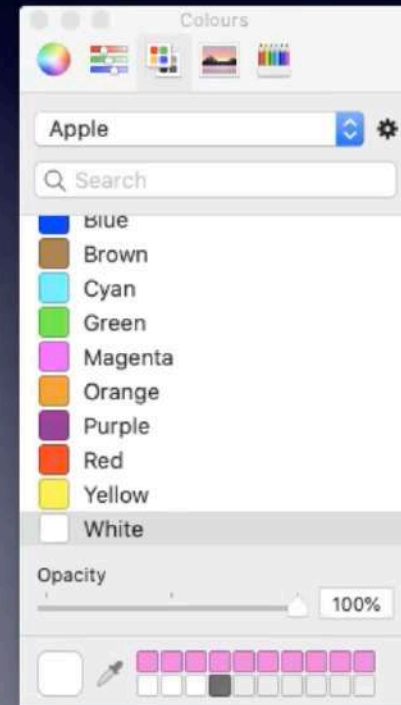 Colours
Apple
Search
Blue
Brown
Cyan
Green
Magenta
Orange
Purple
Red
Yellow
White
Opacity
100%